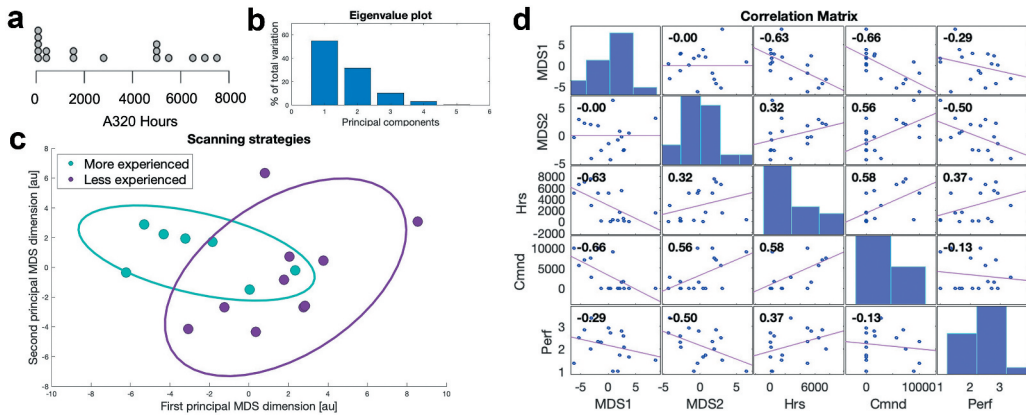 a
0 2000 4000 6000 8000
A320 Hours
b
Eigenvalue plot
% of total variation
60
40
20
0
0 1 2 3 4 5 6
Principal components
c
Scanning strategies
More experienced
Less experienced
Second principal MDS dimension [au]
8
6
4
2
0
-2
-4
-6
-8
-10 -8 -6 -4 -2 0 2 4 6 8 10
First principal MDS dimension [au]
d
Correlation Matrix
MDS1
5
0
-5
-0.00 -0.63 -0.66 -0.29
MDS2
5
0
-5
-0.00 0.32 0.56 -0.50
Hrs
8000
6000
4000
2000
0
-2000
-0.63 0.32 0.58 0.37
Cmnd
10000
5000
0
-0.66 0.56 0.58 -0.13
Perf
3
2
1
-0.29 -0.50 0.37 -0.13
-5 0 5 -5 0 5 0 6000 0 10000 1 2 3
MDS1 MDS2 Hrs Cmnd Perf